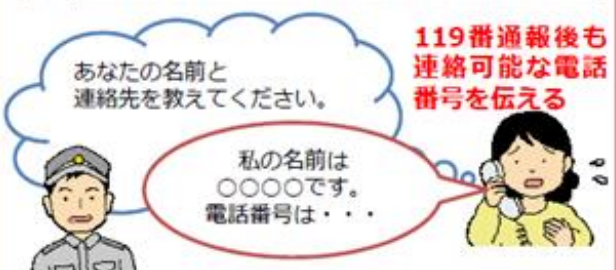 119番通報後も
連絡可能な電話
番号を伝える
あなたの名前と
連絡先を教えてください。
私の名前は
○○○○です。
電話番号は・・・